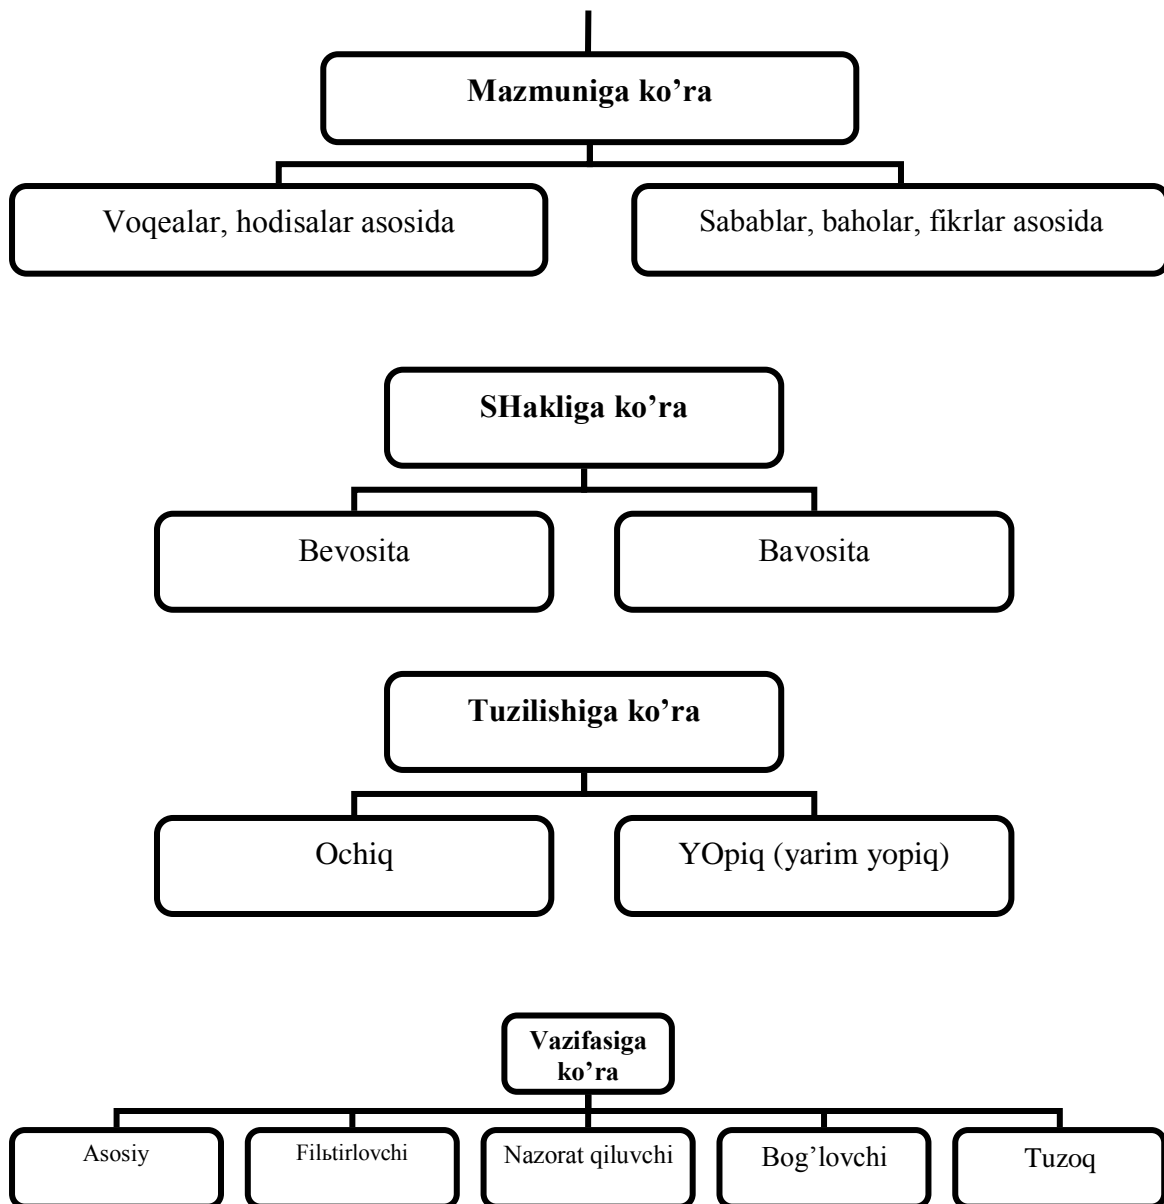 Mazmuniga ko’ra
Voqealar, hodisalar asosida
Sabablar, baholar, fikrlar asosida
SHakliga ko’ra
Bevosita
Bavosita
Tuzilishiga ko’ra
Ochiq
YOpiq (yarim yopiq)
Vazifasiga
ko’ra
Asosiy
Filьtirlovchi
Nazorat qiluvchi
Bog’lovchi
Tuzoq